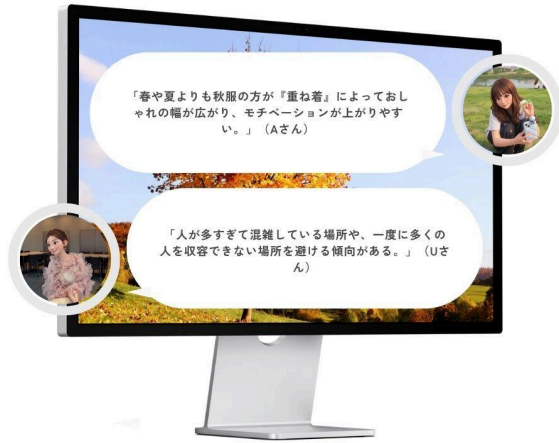 「春や夏よりも秋服の方が『重ね着』によっておし
ゃれの幅が広がり、モチベーションが上がりやす
い。」（Aさん）
「人が多すぎて混雑している場所や、一度に多くの
人を収容できない場所を避ける傾向がある。」（Uさ
ん）